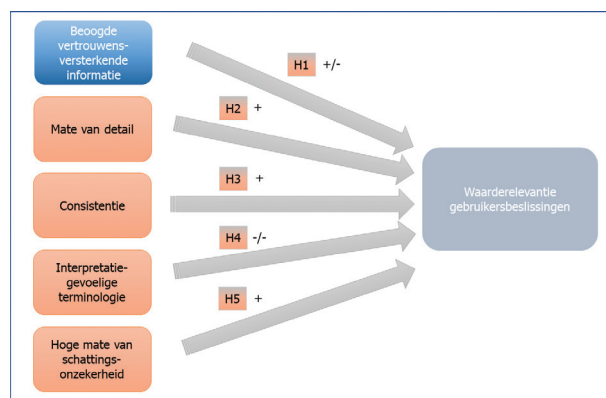 Beoogde
vertrouwens-
versterkende
informatie
H1 +/-
Mate van detail
H2 +
Consistentie
H3 +
Waarderelevantie
gebruikersbeslissingen
Interpretatie-
gevoelige
terminologie
H4 -/-
Hoge mate van
schattings-
onzekerheid
H5 +